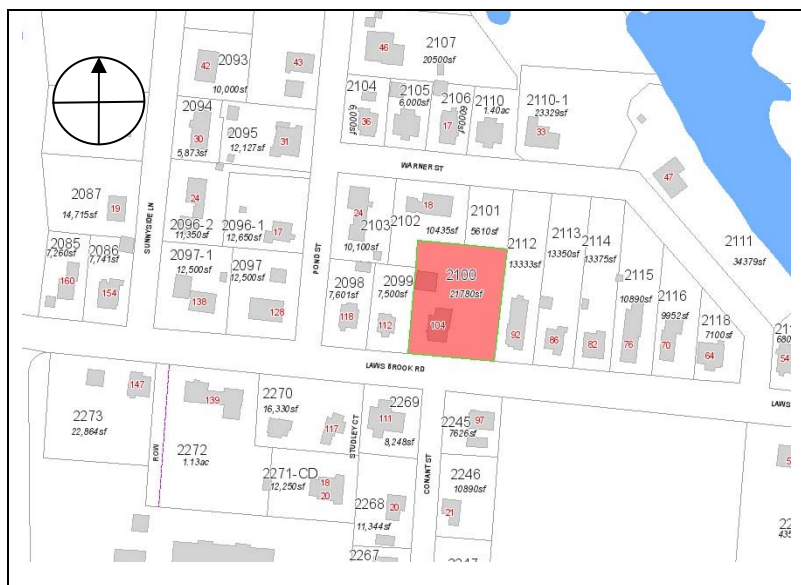 2107
46
20500sf
2093
42
43
10,000sf
2104
2105
6,000sf
2106
6000sf
2110
1.40ac
2110-1
23329sf
33
6,000sf
36
17
2094
30
5,873sf
2095
12,127sf
31
WARNER ST
47
2087
14,715sf
19
SUNNYSIDE LN
24
2096-2
11,350sf
2096-1
12,650sf
17
POND ST
24
2103
10,100sf
2102
18
10435sf
2101
5610sf
2112
13333sf
2113
13350sf
2114
13375sf
2111
34379sf
2085
7,260sf
160
2086
7,741sf
154
2097-1
12,500sf
138
2097
12,500sf
128
2098
7,601sf
118
2099
7,500sf
112
2100
21780sf
104
92
86
82
2115
10890sf
76
2116
9952sf
70
2118
7100sf
64
54
LAWS BROOK RD
LAWS
147
2273
22,864sf
ROW
139
2272
1.13ac
2270
16,330sf
117
STUDLEY CT
2269
111
8,248sf
CONANT ST
2245
97
7626sf
2271-CD
12,250sf
18
20
2268
20
11,344sf
2246
10890sf
21
2267